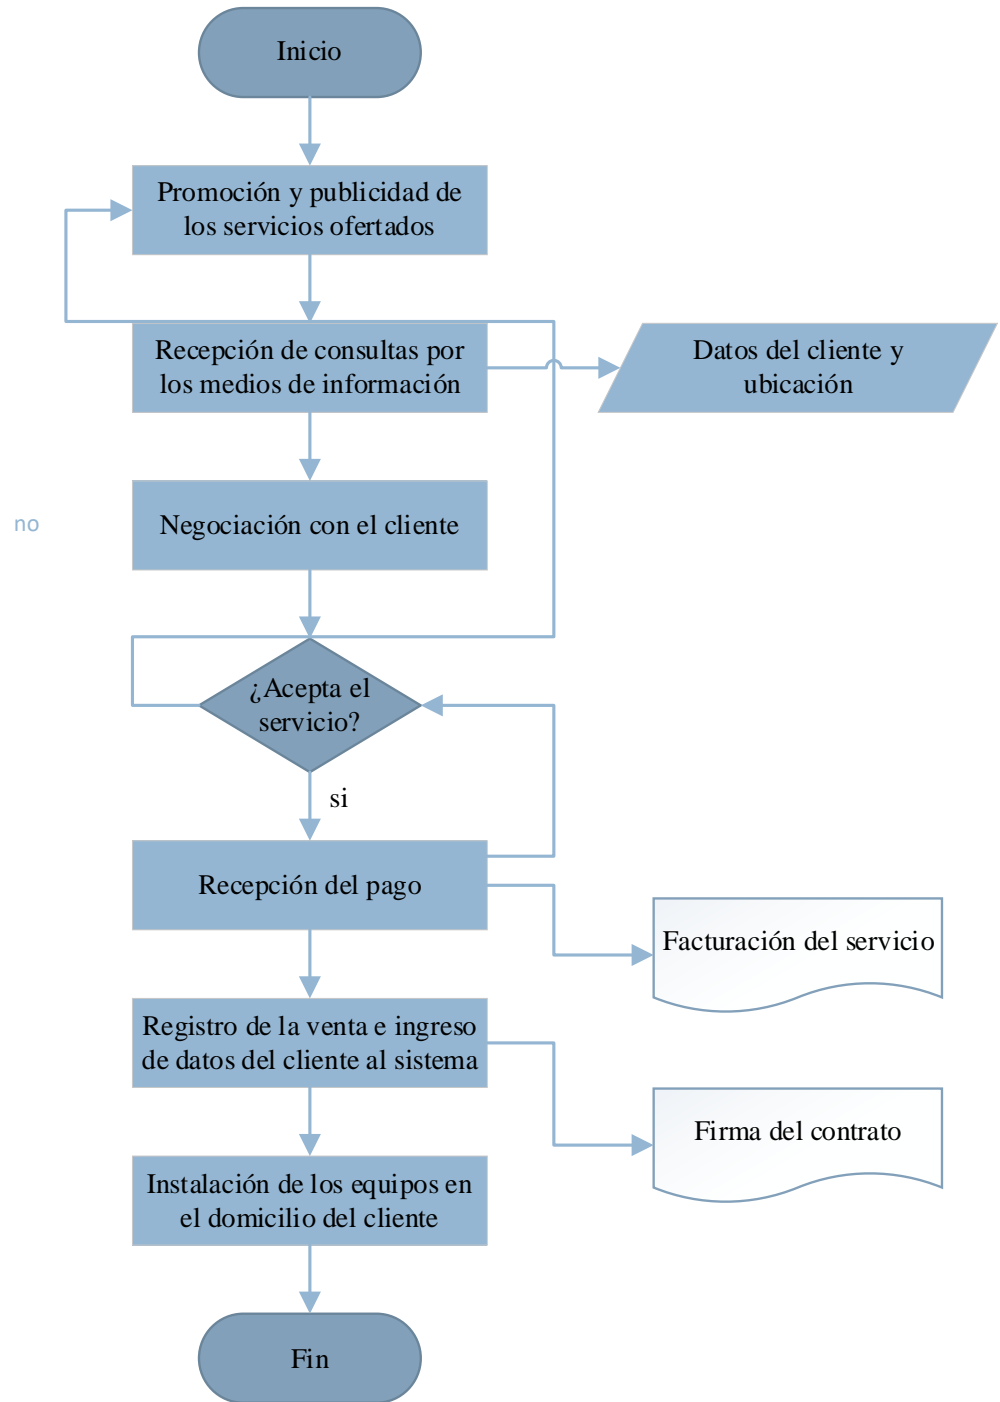 Inicio
Promoción y publicidad de
los servicios ofertados
Recepción de consultas por
los medios de información
Datos del cliente y
ubicación
no
Negociación con el cliente
¿Acepta el
servicio?
si
Recepción del pago
Facturación del servicio
Registro de la venta e ingreso
de datos del cliente al sistema
Firma del contrato
Instalación de los equipos en
el domicilio del cliente
Fin